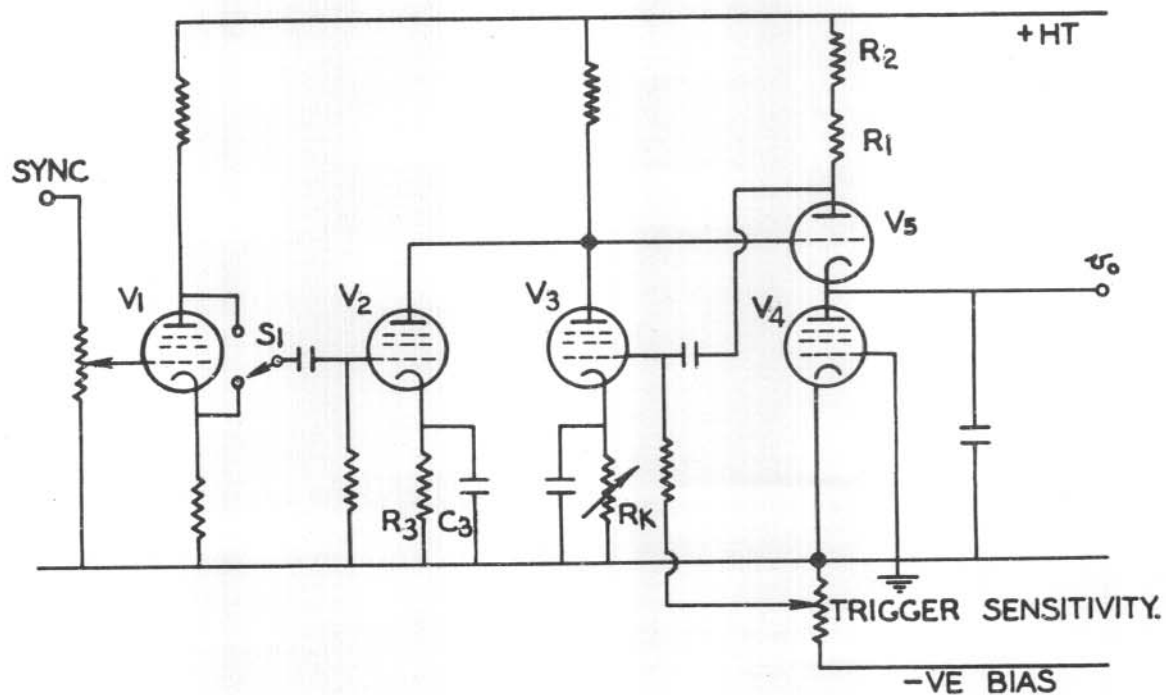 +HT
R2
R1
SYNC
V5
V1
V2
V3
V4
v₀
S1
R3
C3
RK
TRIGGER SENSITIVITY.
-VE BIAS